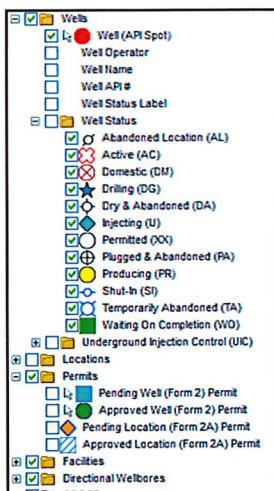 Wells
Well (API Spot)
Well Operator
Well Name
Well API #
Well Status Label
Well Status
Abandoned Location (AL)
Active (AC)
Domestic (DM)
Drilling (DG)
Dry & Abandoned (DA)
Injecting (IJ)
Permitted (XX)
Plugged & Abandoned (PA)
Producing (PR)
Shut-In (SI)
Temporarily Abandoned (TA)
Waiting On Completion (WO)
Underground Injection Control (UIC)
Locations
Permits
Pending Well (Form 2) Permit
Approved Well (Form 2) Permit
Pending Location (Form 2A) Permit
Approved Location (Form 2A) Permit
Facilities
Directional Wellbores